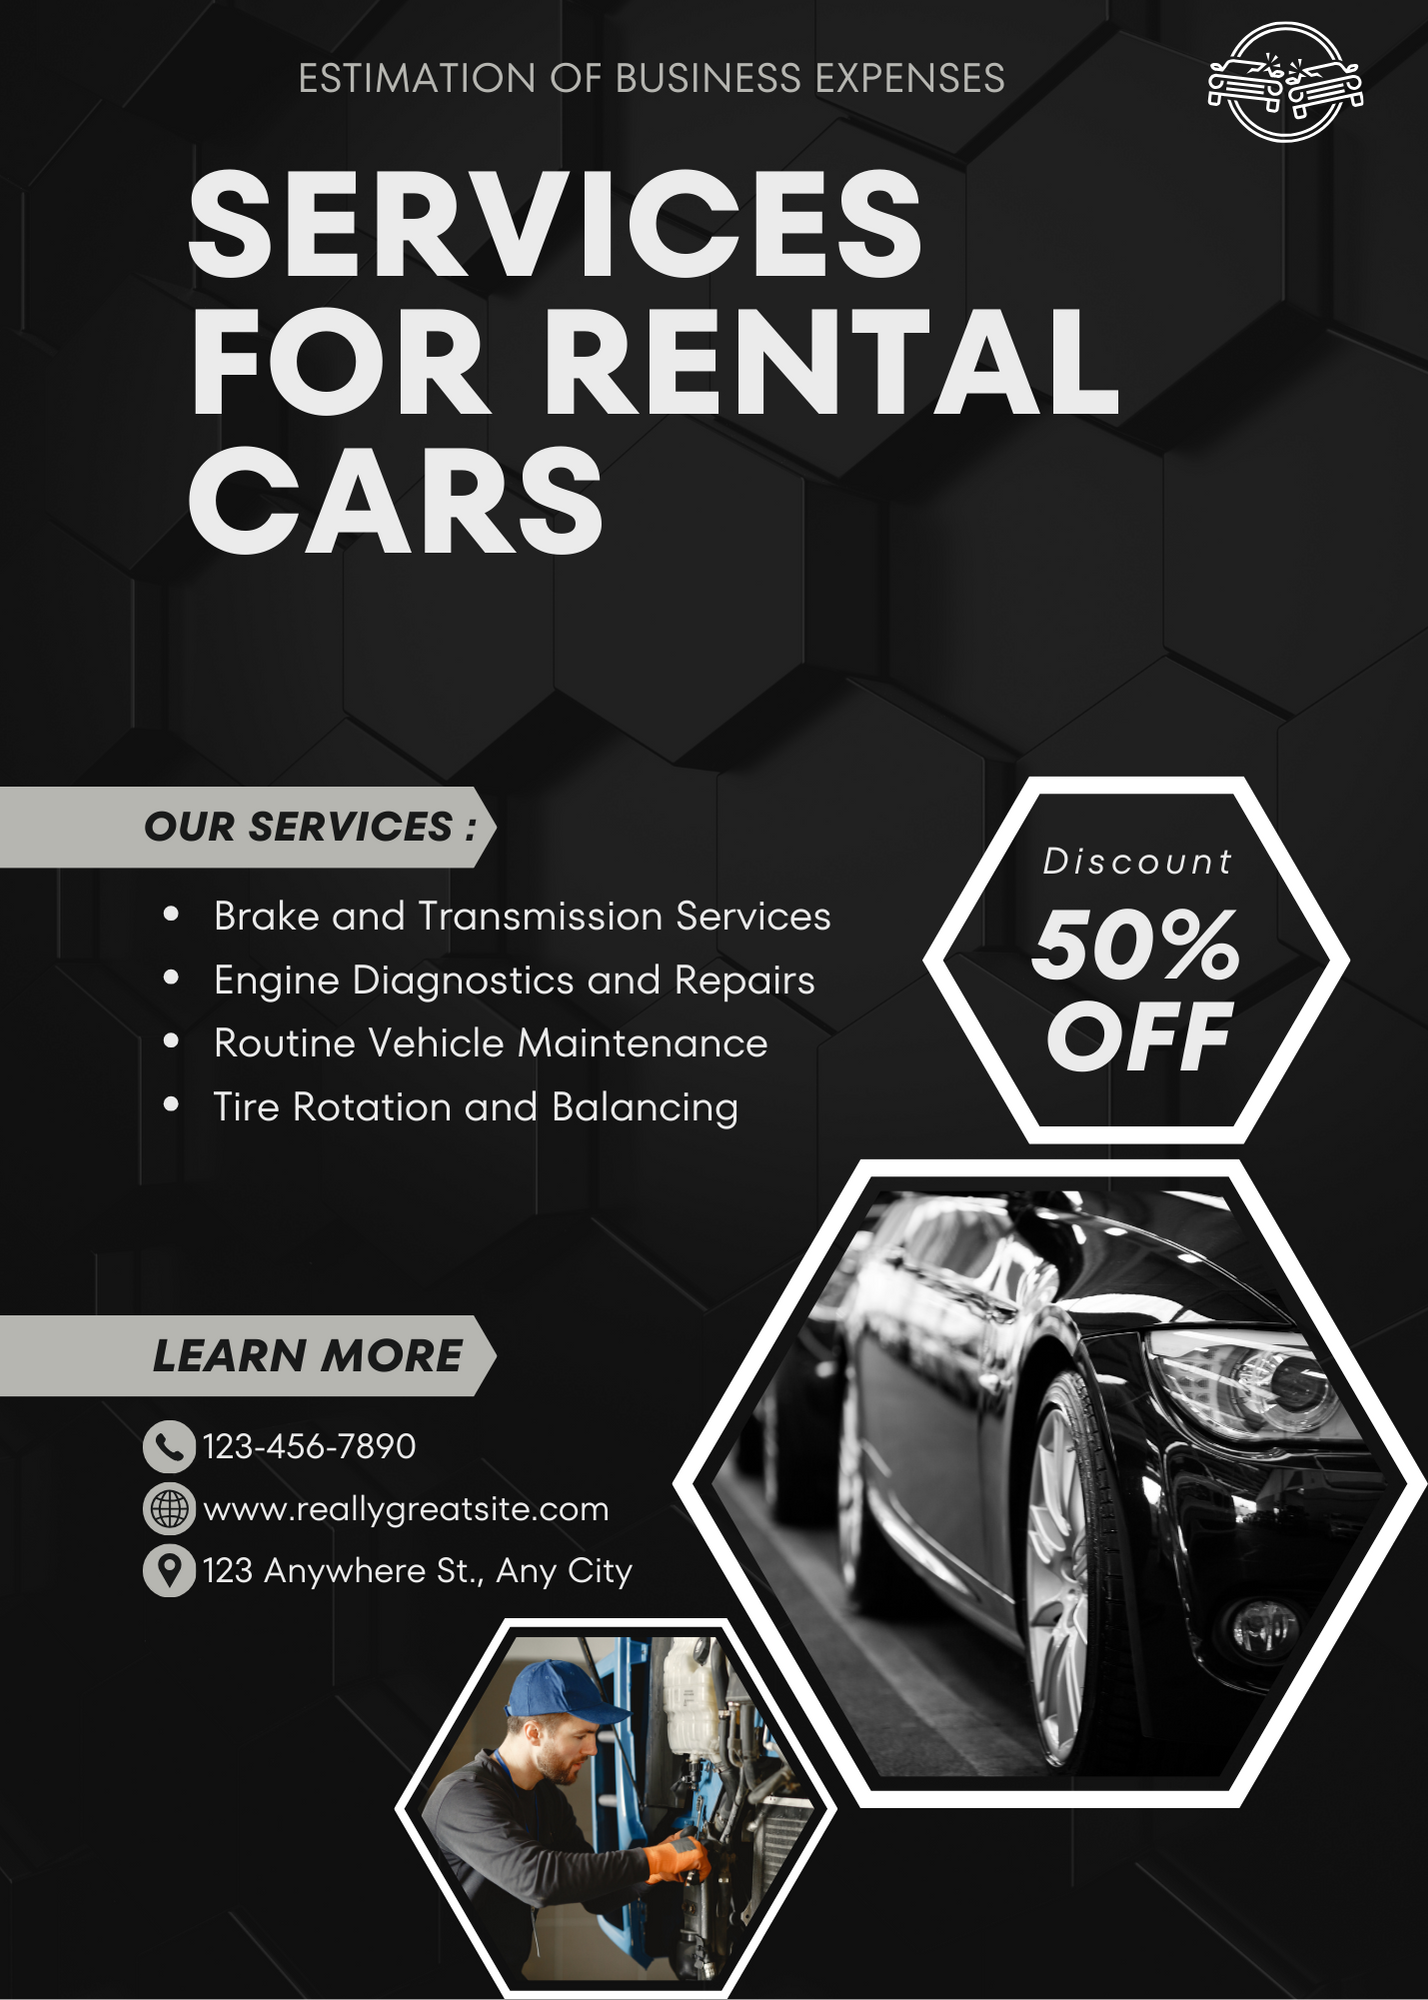 ESTIMATION OF BUSINESS EXPENSES
SERVICES
FOR RENTAL
CARS
OUR SERVICES :
• Brake and Transmission Services
• Engine Diagnostics and Repairs
• Routine Vehicle Maintenance
• Tire Rotation and Balancing
Discount
50%
OFF
LEARN MORE
123-456-7890
www.reallygreatsite.com
123 Anywhere St., Any City